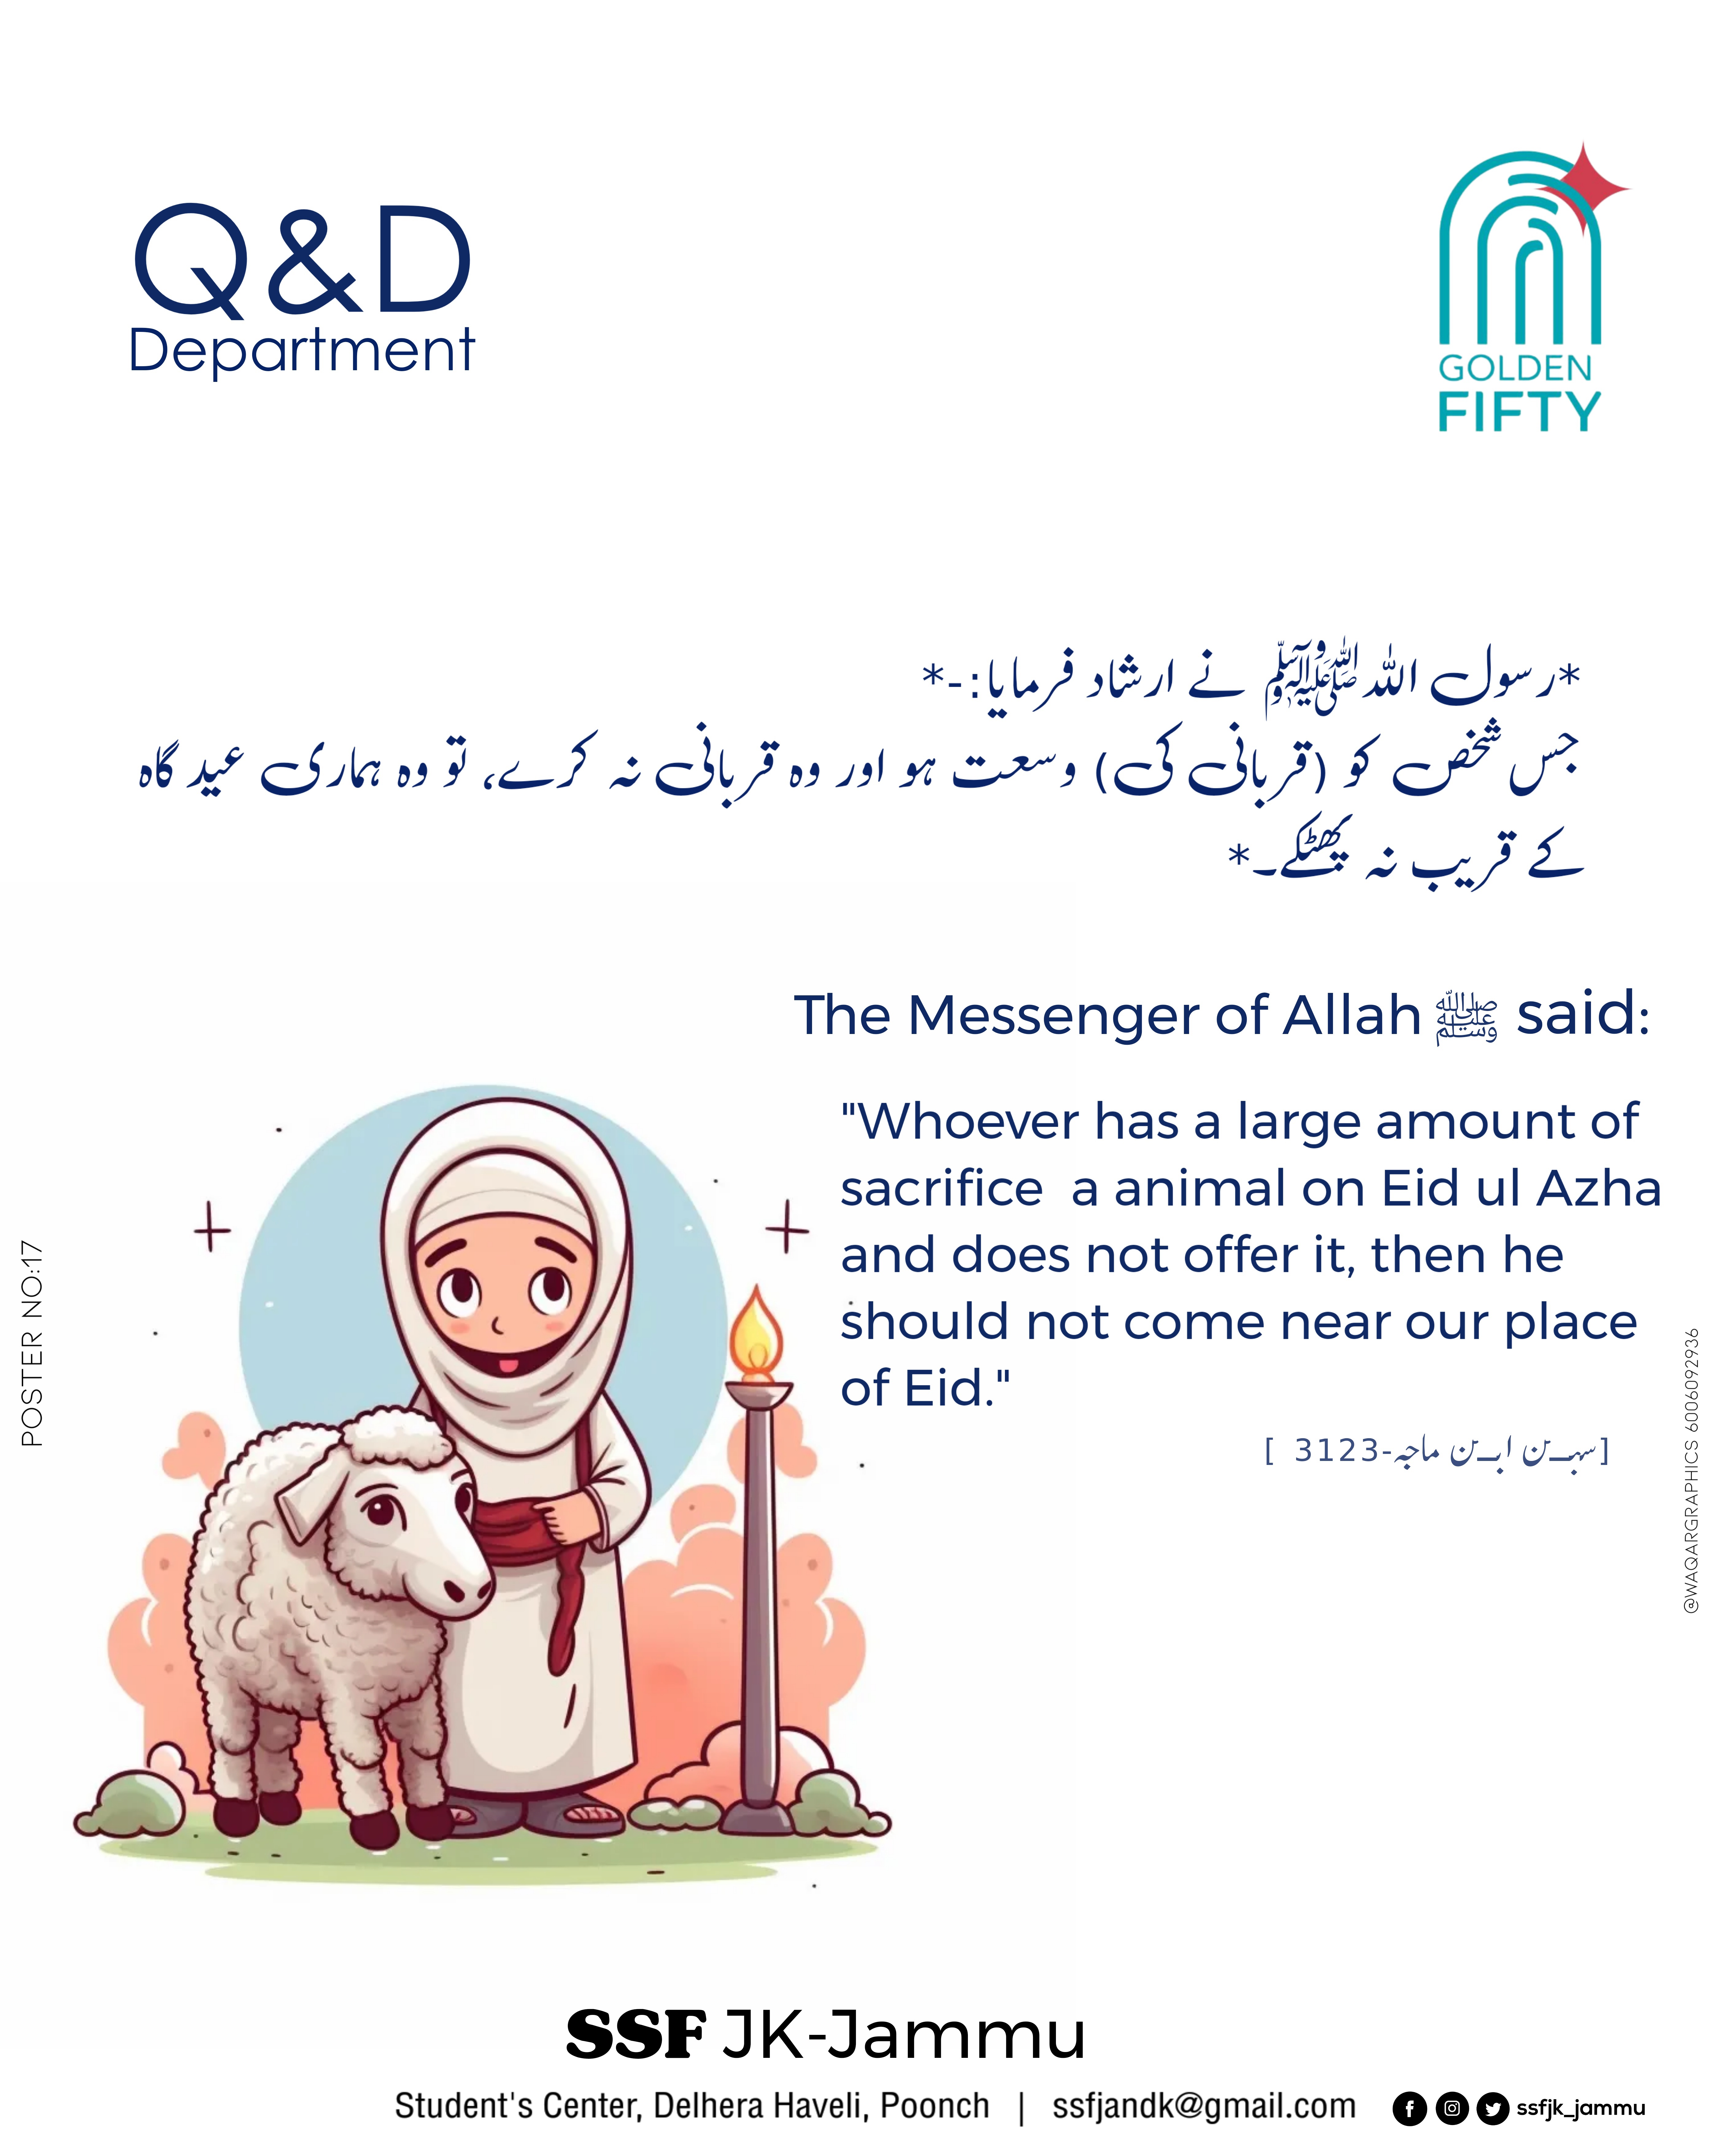 Q&D
Department
GOLDEN
FIFTY
*رسول اللہ ﷺ نے ارشاد فرمایا:-*
جس شخص کو (قربانی کی) وسعت ہو اور وہ قربانی نہ کرے، تو وہ ہماری عید گاہ
کے قریب نہ پھٹکے۔*
The Messenger of Allah ﷺ said:
"Whoever has a large amount of
sacrifice a animal on Eid ul Azha
and does not offer it, then he
should not come near our place
of Eid."
[ابن ماجہ-3123 ]
POSTER NO:17
@WAQARGRAPHICS 6006092936
SSF JK-Jammu
Student's Center, Delhera Haveli, Poonch | ssfjandk@gmail.com ssfjk_jammu